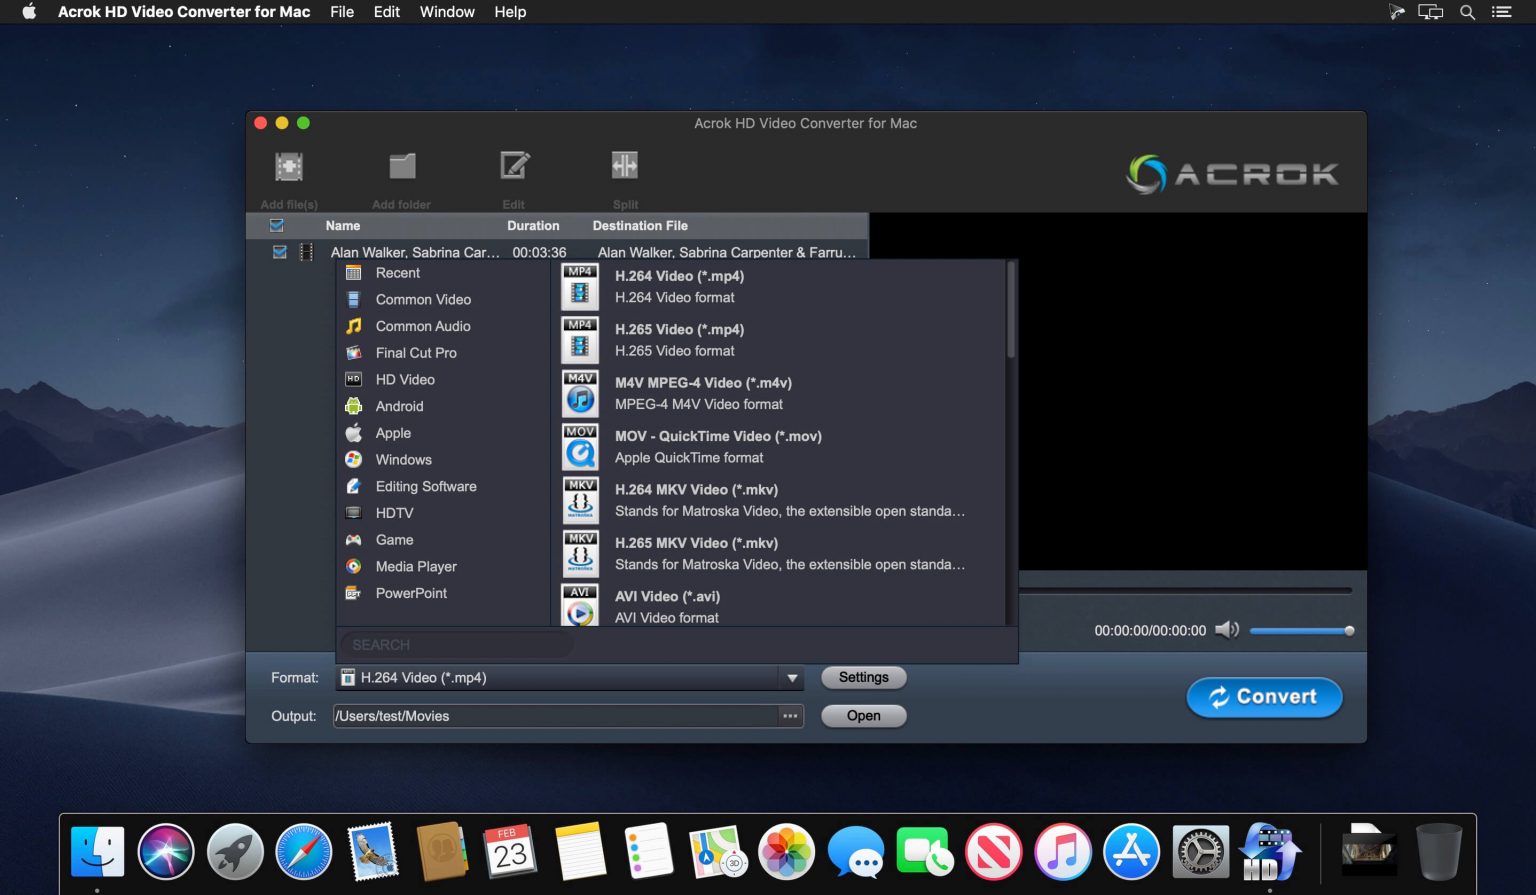 Acrok HD Video Converter for Mac File Edit Window Help
Acrok HD Video Converter for Mac
Add file(s) Add folder Edit Split
ACROK
Name Duration Destination File
Alan Walker, Sabrina Car... 00:03:36 Alan Walker, Sabrina Carpenter & Farru...
Recent
Common Video
Common Audio
Final Cut Pro
HD Video
Android
Apple
Windows
Editing Software
HDTV
Game
Media Player
PowerPoint
MP4 H.264 Video (*.mp4)
H.264 Video format
MP4 H.265 Video (*.mp4)
H.265 Video format
M4V M4V MPEG-4 Video (*.m4v)
MPEG-4 M4V Video format
MOV MOV - QuickTime Video (*.mov)
Apple QuickTime format
MKV H.264 MKV Video (*.mkv)
MATROSKA Stands for Matroska Video, the extensible open standa...
MKV H.265 MKV Video (*.mkv)
MATROSKA Stands for Matroska Video, the extensible open standa...
AVI AVI Video (*.avi)
AVI Video format
SEARCH
00:00:00/00:00:00
Format: H.264 Video (*.mp4) Settings
Output: /Users/test/Movies ... Open
Convert
FEB
23
3D
HD